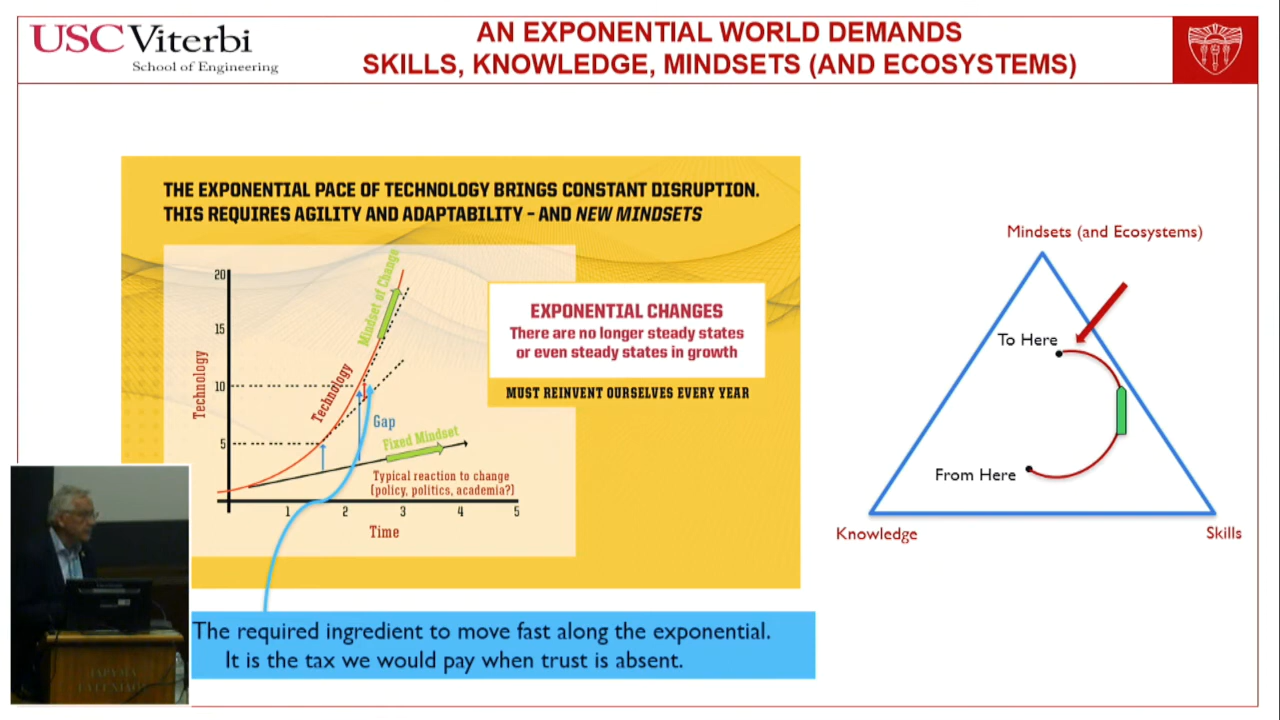 USC Viterbi
School of Engineering
AN EXPONENTIAL WORLD DEMANDS
SKILLS, KNOWLEDGE, MINDSETS (AND ECOSYSTEMS)
THE EXPONENTIAL PACE OF TECHNOLOGY BRINGS CONSTANT DISRUPTION.
THIS REQUIRES AGILITY AND ADAPTABILITY – AND NEW MINDSETS
20
15
10
5
Technology
Technology
Mindset of Change
Gap
Fixed Mindset
Typical reaction to change
(policy, politics, academia?)
1 2 3 4 5
Time
EXPONENTIAL CHANGES
There are no longer steady states
or even steady states in growth
MUST REINVENT OURSELVES EVERY YEAR
The required ingredient to move fast along the exponential.
It is the tax we would pay when trust is absent.
Mindsets (and Ecosystems)
To Here
From Here
Knowledge
Skills